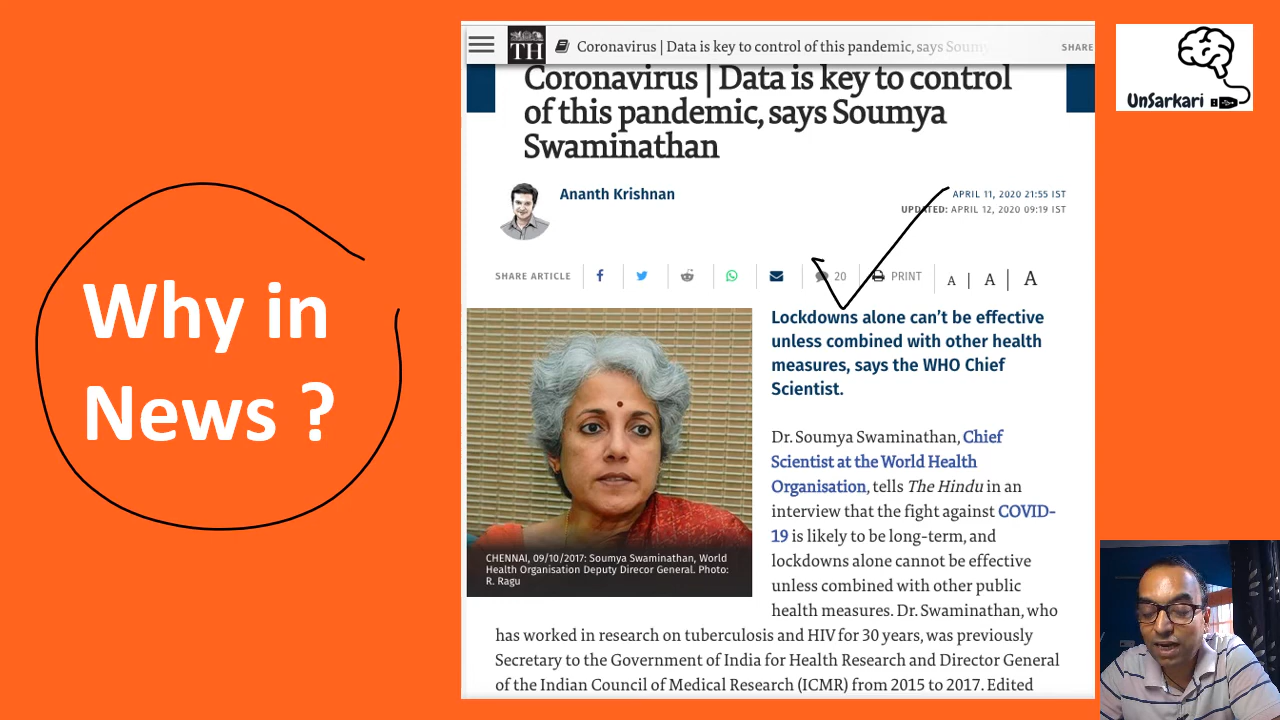 Why in
News ?
TH Coronavirus | Data is key to control of this pandemic, says Soumy
SHARE
Coronavirus | Data is key to control
of this pandemic, says Soumya
Swaminathan
Ananth Krishnan
APRIL 11, 2020 21:55 IST
UPDATED: APRIL 12, 2020 09:19 IST
SHARE ARTICLE
20
PRINT
A | A | A
CHENNAI, 09/10/2017: Soumya Swaminathan, World
Health Organisation Deputy Direcor General. Photo:
R. Ragu
Lockdowns alone can’t be effective
unless combined with other health
measures, says the WHO Chief
Scientist.
Dr. Soumya Swaminathan, Chief
Scientist at the World Health
Organisation, tells The Hindu in an
interview that the fight against COVID-
19 is likely to be long-term, and
lockdowns alone cannot be effective
unless combined with other public
health measures. Dr. Swaminathan, who
has worked in research on tuberculosis and HIV for 30 years, was previously
Secretary to the Government of India for Health Research and Director General
of the Indian Council of Medical Research (ICMR) from 2015 to 2017. Edited
UnSarkari